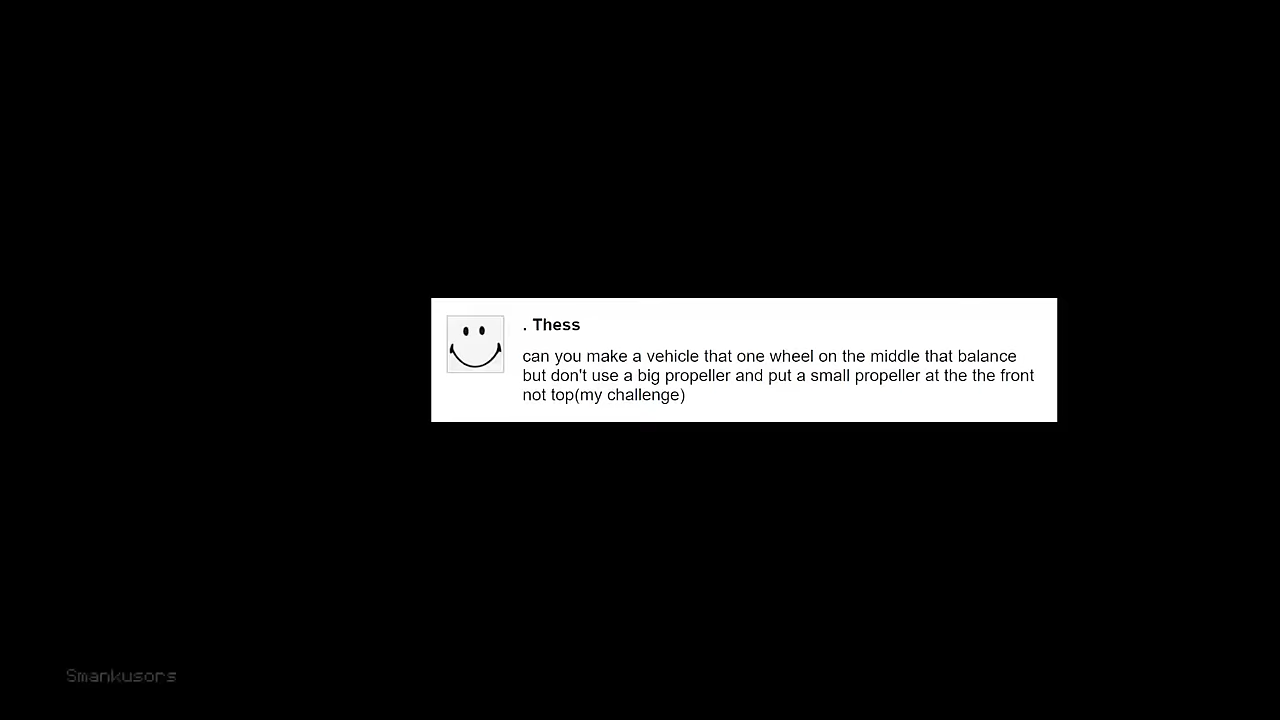 . Thess
can you make a vehicle that one wheel on the middle that balance
but don't use a big propeller and put a small propeller at the the front
not top(my challenge)
Smankusors